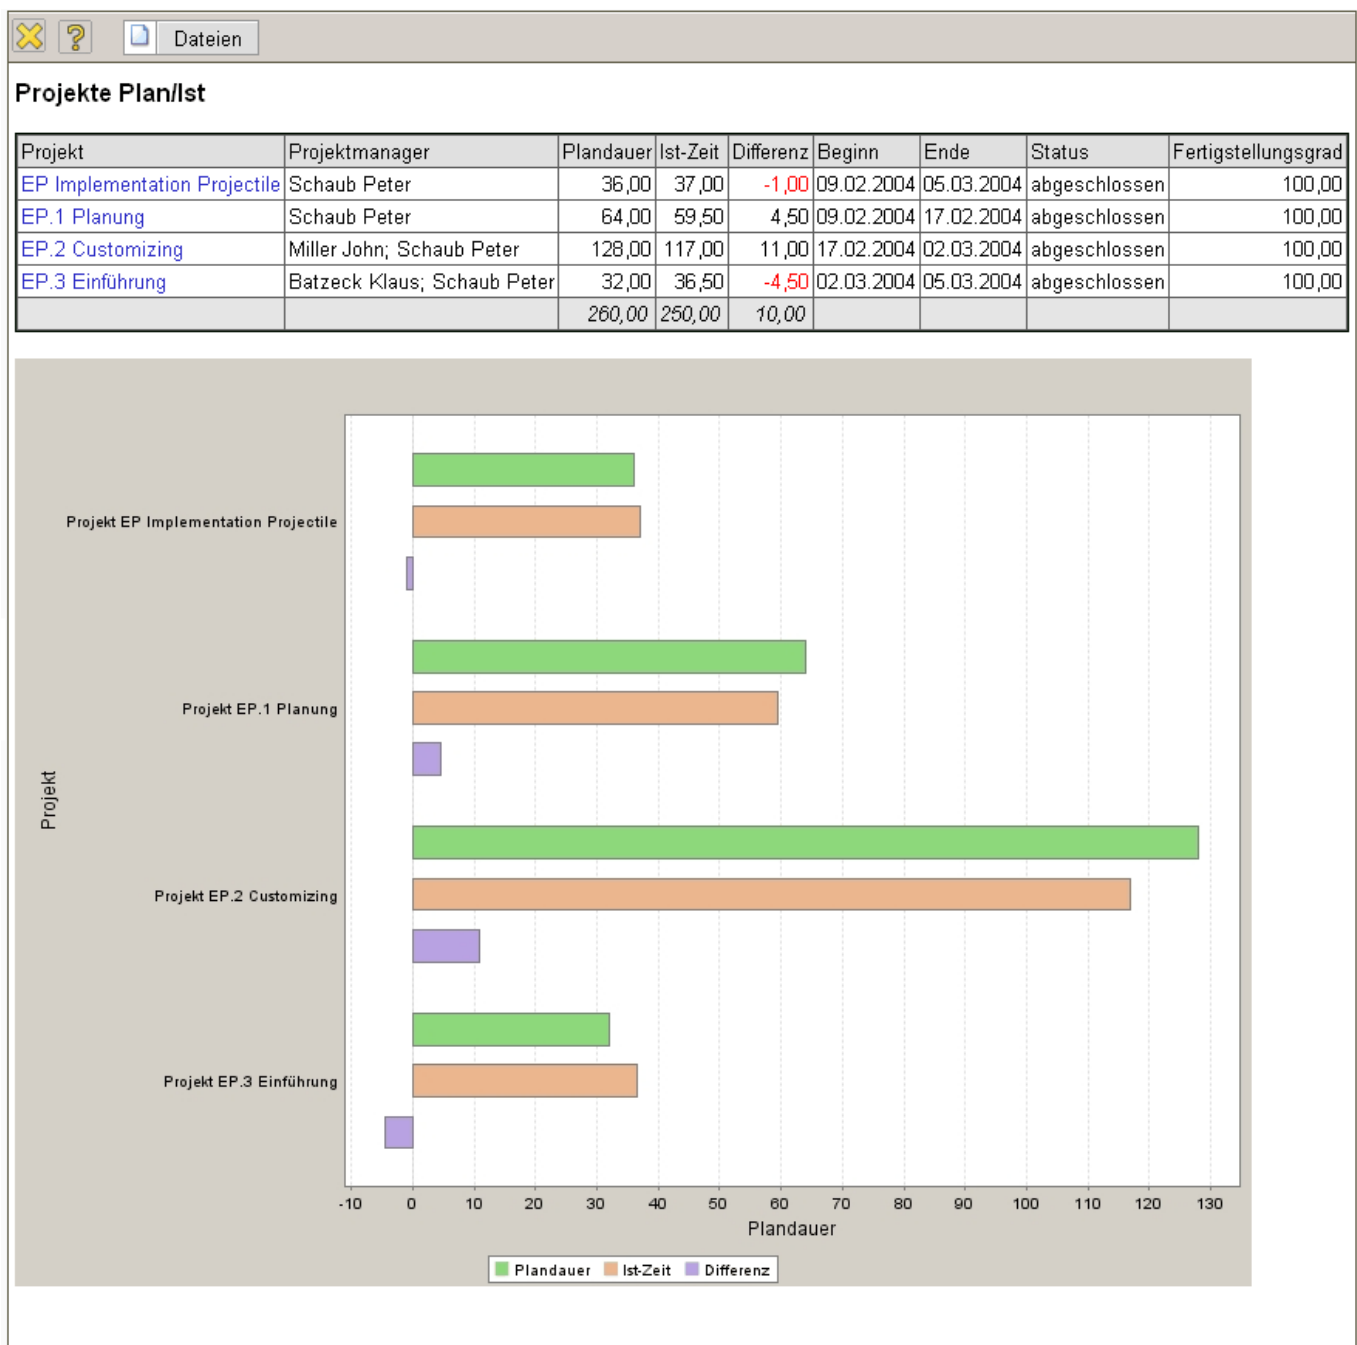 Dateien
Projekte Plan/Ist
Projekt Projektmanager Plandauer Ist-Zeit Differenz Beginn Ende Status Fertigstellungsgrad
EP Implementation Projectile Schaub Peter 36,00 37,00 -1,00 09.02.2004 05.03.2004 abgeschlossen 100,00
EP.1 Planung Schaub Peter 64,00 59,50 4,50 09.02.2004 17.02.2004 abgeschlossen 100,00
EP.2 Customizing Miller John; Schaub Peter 128,00 117,00 11,00 17.02.2004 02.03.2004 abgeschlossen 100,00
EP.3 Einführung Batzeck Klaus; Schaub Peter 32,00 36,50 -4,50 02.03.2004 05.03.2004 abgeschlossen 100,00
260,00 250,00 10,00
Projekt EP Implementation Projectile
Projekt EP.1 Planung
Projekt
Projekt EP.2 Customizing
Projekt EP.3 Einführung
-10 0 10 20 30 40 50 60 70 80 90 100 110 120 130
Plandauer
Plandauer Ist-Zeit Differenz